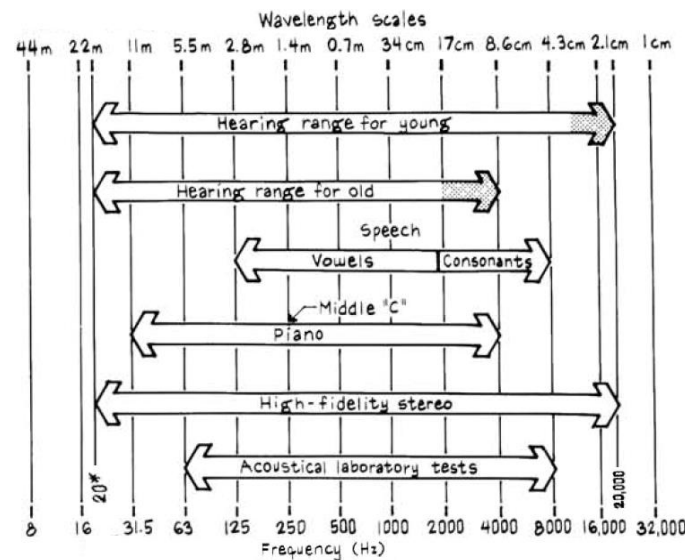 Wavelength scales
44m 22m 11m 5.5m 2.8m 1.4m 0.7m 34cm 17cm 8.6cm 4.3cm 2.1cm 1cm
Hearing range for young
Hearing range for old
Speech
Vowels Consonants
Middle "C"
Piano
High-fidelity stereo
Acoustical laboratory tests
20* 20,000
8 16 31.5 63 125 250 500 1000 2000 4000 8000 16,000 32,000
Frequency (Hz)